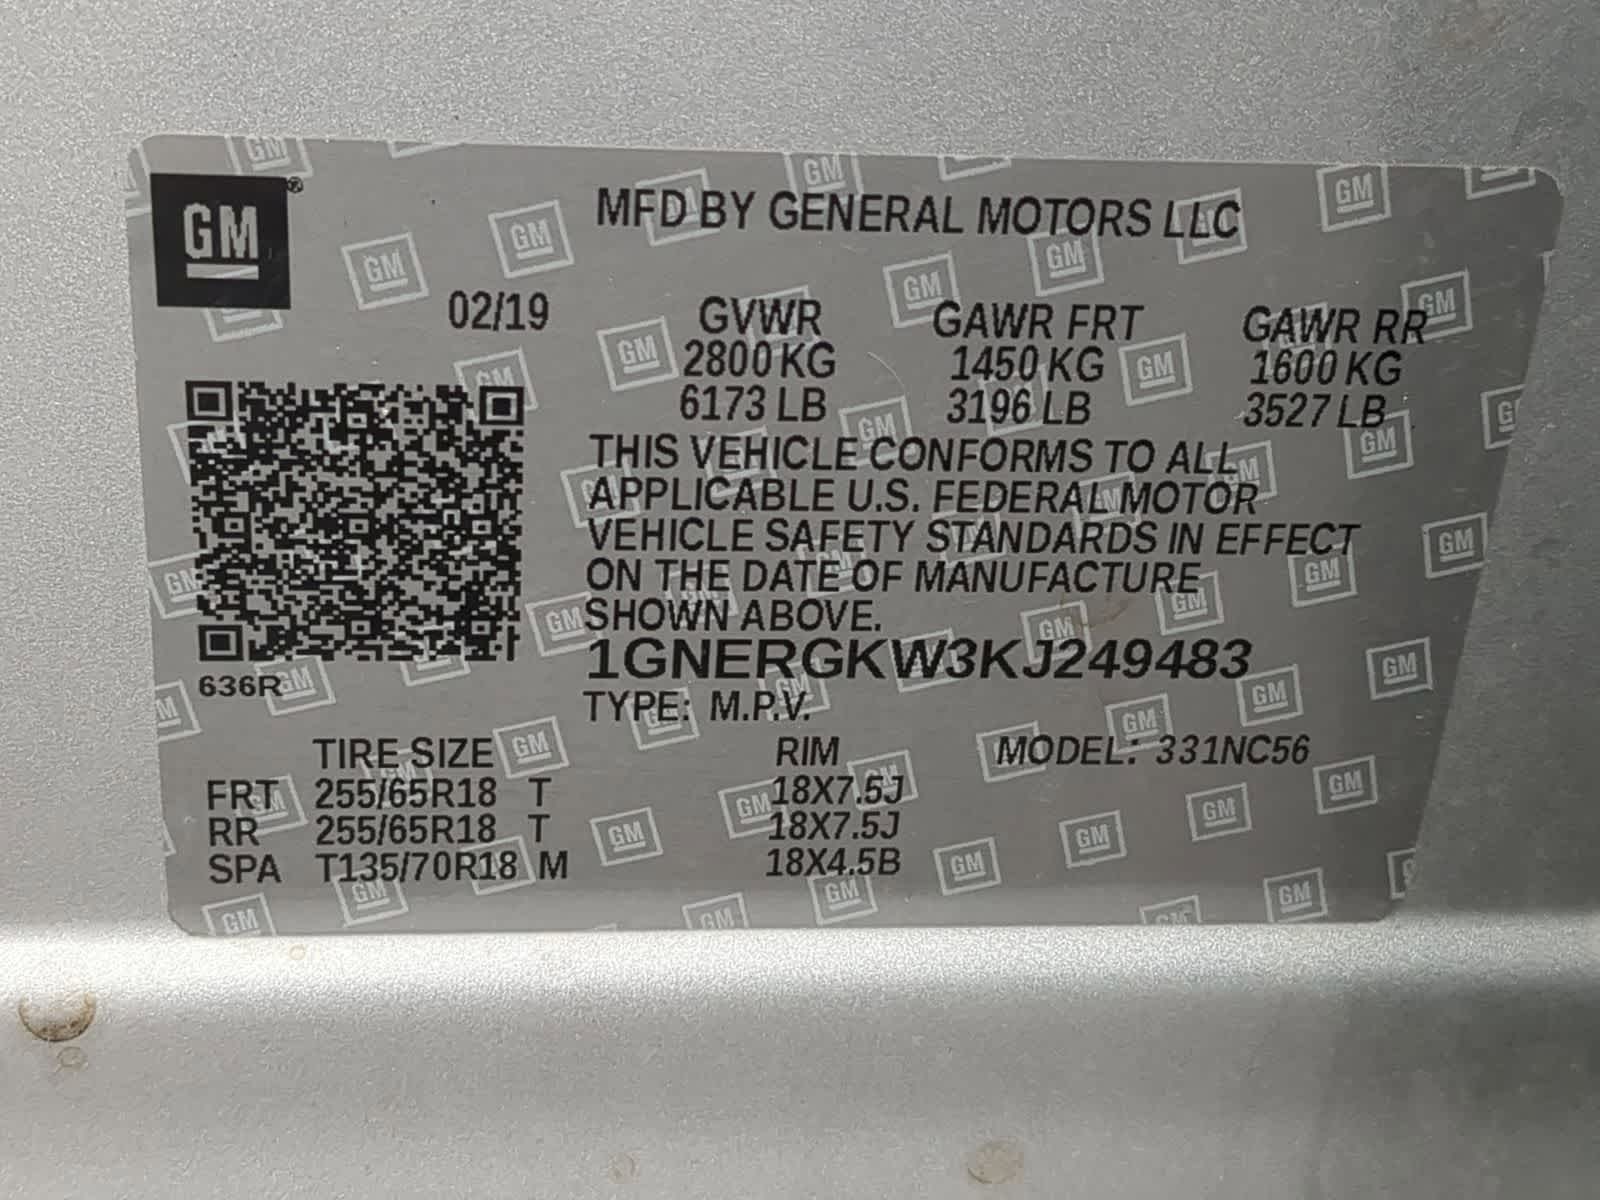 GM ®
MFD BY GENERAL MOTORS LLC
02/19
GVWR GAWR FRT GAWR RR
2800 KG 1450 KG 1600 KG
6173 LB 3196 LB 3527 LB
THIS VEHICLE CONFORMS TO ALL
APPLICABLE U.S. FEDERAL MOTOR
VEHICLE SAFETY STANDARDS IN EFFECT
ON THE DATE OF MANUFACTURE
SHOWN ABOVE.
1GNERGKW3KJ249483
636R
TYPE: M.P.V.
TIRE SIZE RIM MODEL: 331NC56
FRT 255/65R18 T 18X7.5J
RR 255/65R18 T 18X7.5J
SPA T135/70R18 M 18X4.5B